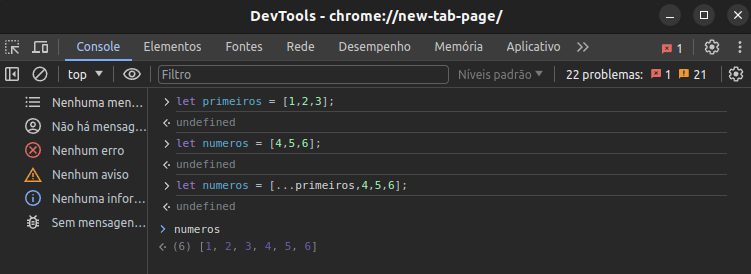 DevTools - chrome://new-tab-page/
Console Elementos Fontes Rede Desempenho Memória Aplicativo 1
top Filtro Níveis padrão 22 problemas: 1 21
Nenhuma men...
Não há mensag...
Nenhum erro
Nenhum aviso
Nenhuma infor...
Sem mensagen...
> let primeiros = [1,2,3];
undefined
> let numeros = [4,5,6];
undefined
> let numeros = [...primeiros,4,5,6];
undefined
> numeros
(6) [1, 2, 3, 4, 5, 6]